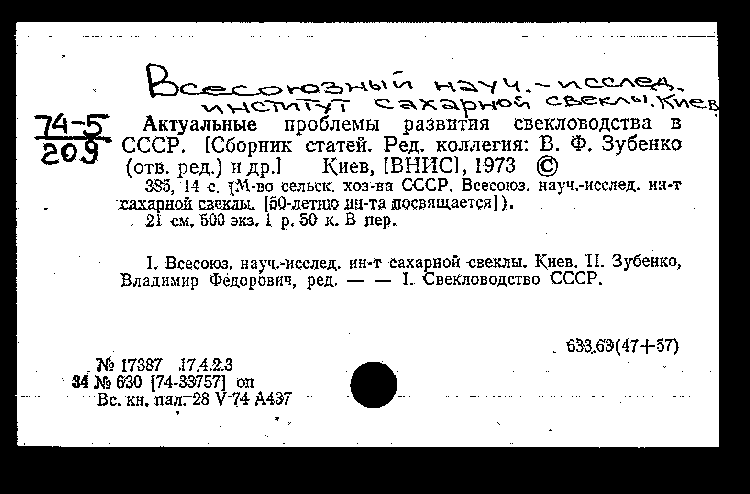 Всесоюзный науч.-исслед.
институт сахарной свеклы. Киев
74-5
209
Актуальные проблемы развития свекловодства в
СССР. [Сборник статей. Ред. коллегия: В. Ф. Зубенко
(отв. ред.) и др.] Киев, [ВНИС], 1973 ©
385, 14 с. (М-во сельск. хоз-ва СССР. Всесоюз. науч.-исслед. ин-т
сахарной свеклы. [50-летию ин-та посвящается]).
21 см. 500 экз. 1 р. 50 к. В пер.
I. Всесоюз. науч.-исслед. ин-т сахарной свеклы. Киев. II. Зубенко,
Владимир Федорович, ред. — — 1. Свекловодство СССР.
633.63(47+57)
№ 17387 17.4.2.3
34 № 630 [74-33757] оп
Вс. кн. пал. 28 V 74 А437